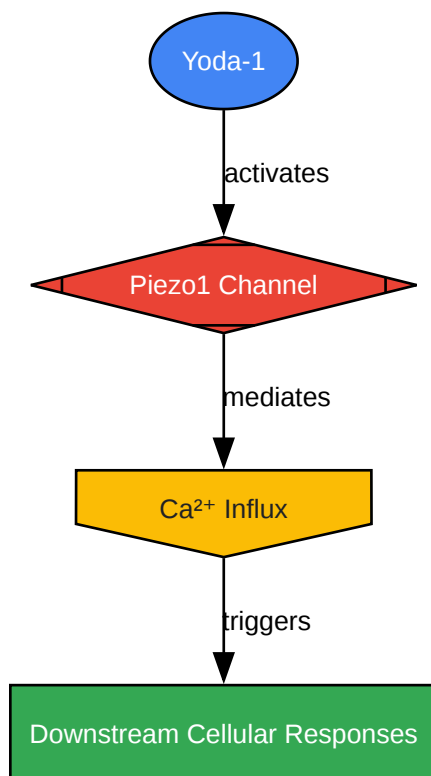 Yoda-1
activates
Piezo1 Channel
mediates
Ca²⁺ Influx
triggers
Downstream Cellular Responses